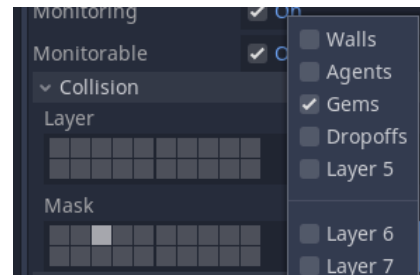 Monitoring
On
Monitorable
Collision
Layer
Mask
Walls
Agents
Gems
Dropoffs
Layer 5
Layer 6
Layer 7